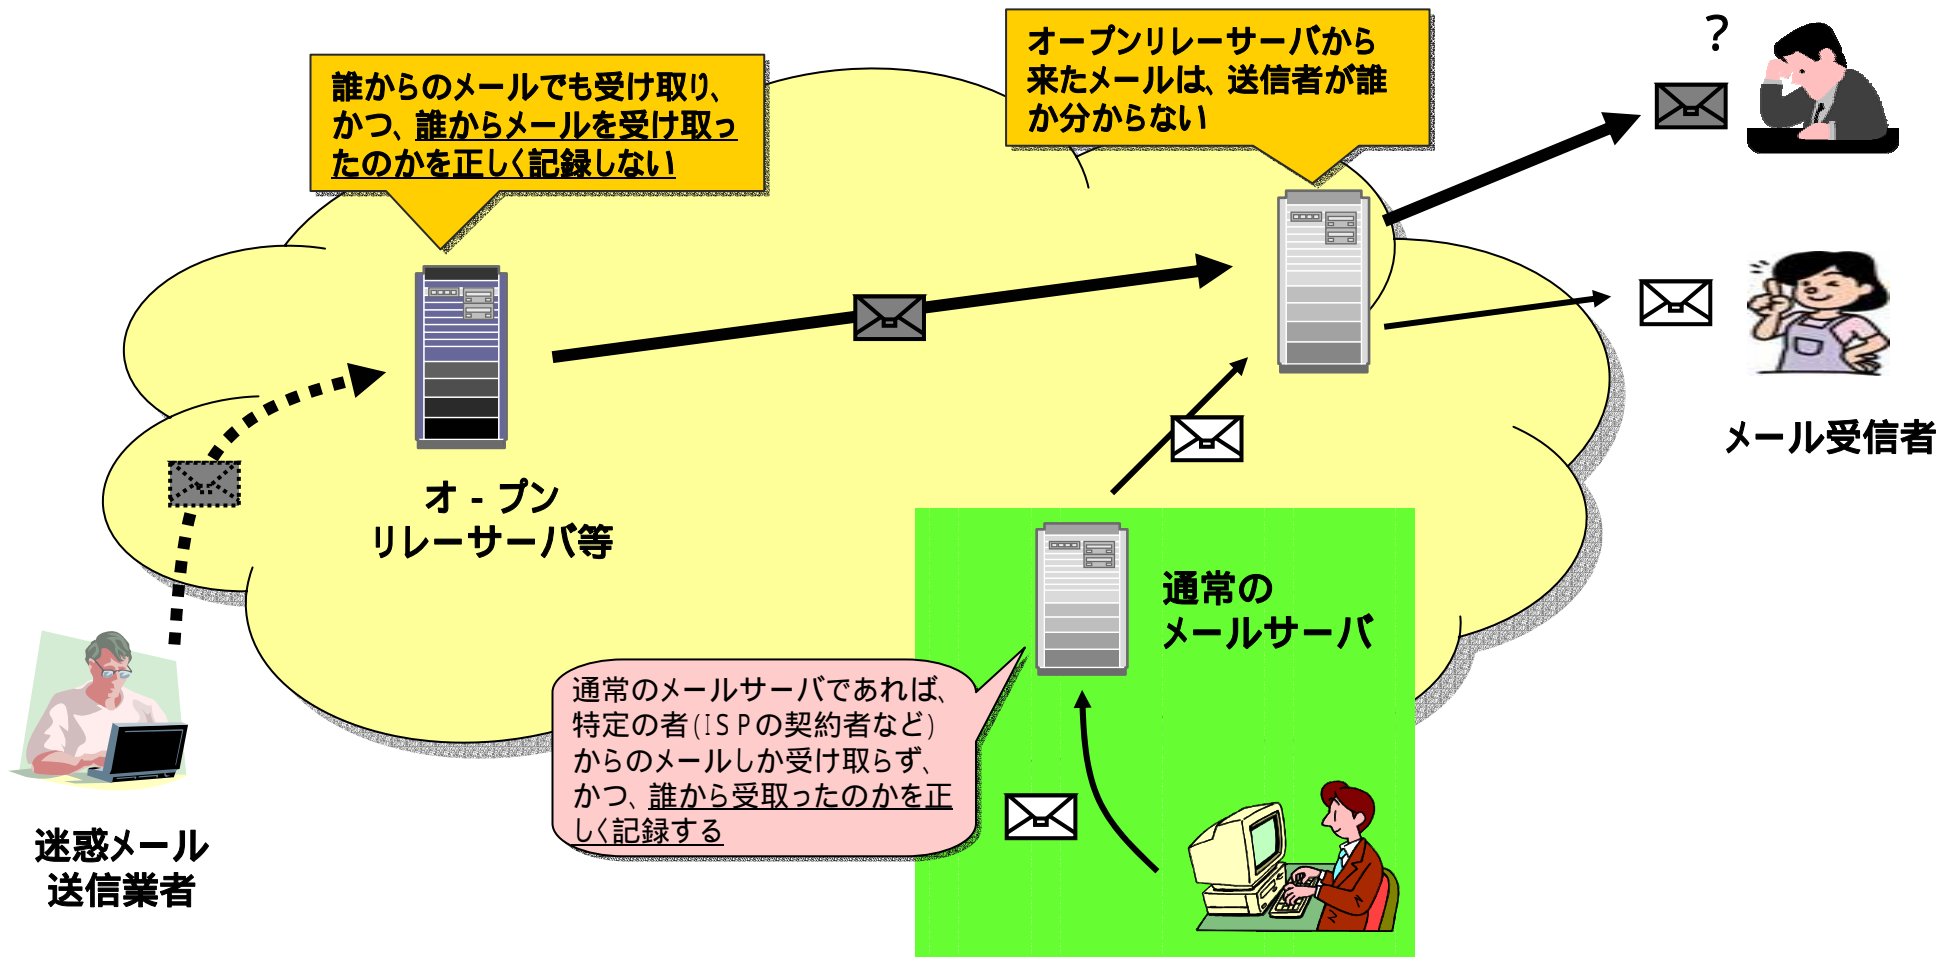 誰からのメールでも受け取り、
かつ、誰からメールを受け取っ
たのかを正しく記録しない
オープンリレーサーバから
来たメールは、送信者が誰
か分からない
?
メール受信者
オ-プン
リレーサーバ等
通常の
メールサーバ
通常のメールサーバであれば、
特定の者(ISPの契約者など)
からのメールしか受け取らず、
かつ、誰から受取ったのかを正
しく記録する
迷惑メール
送信業者